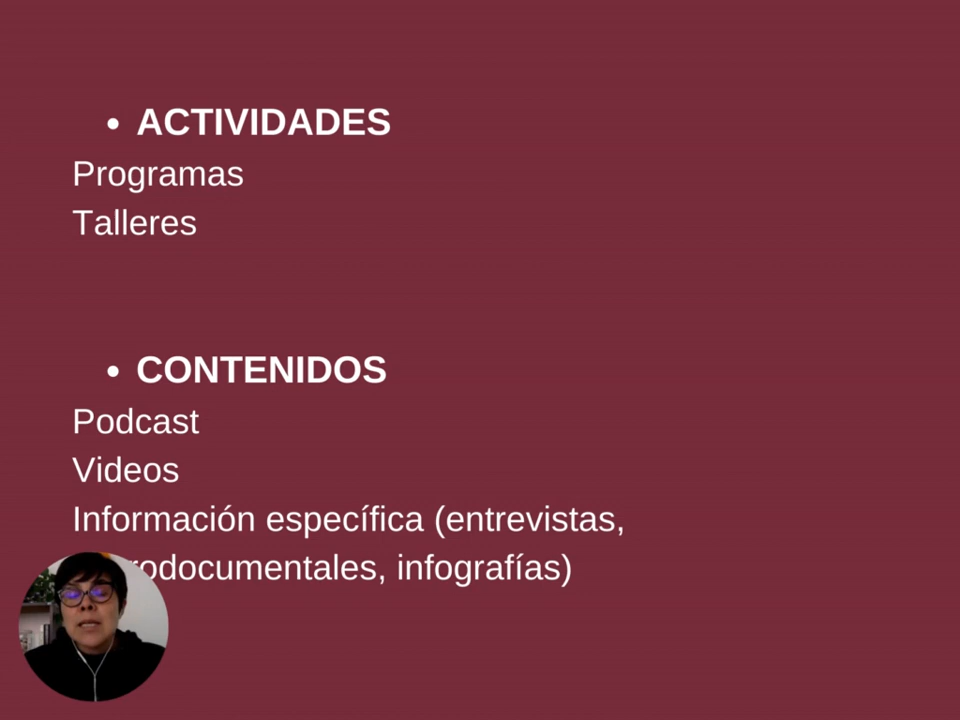 • ACTIVIDADES
Programas
Talleres
• CONTENIDOS
Podcast
Videos
Información específica (entrevistas,
infografías)